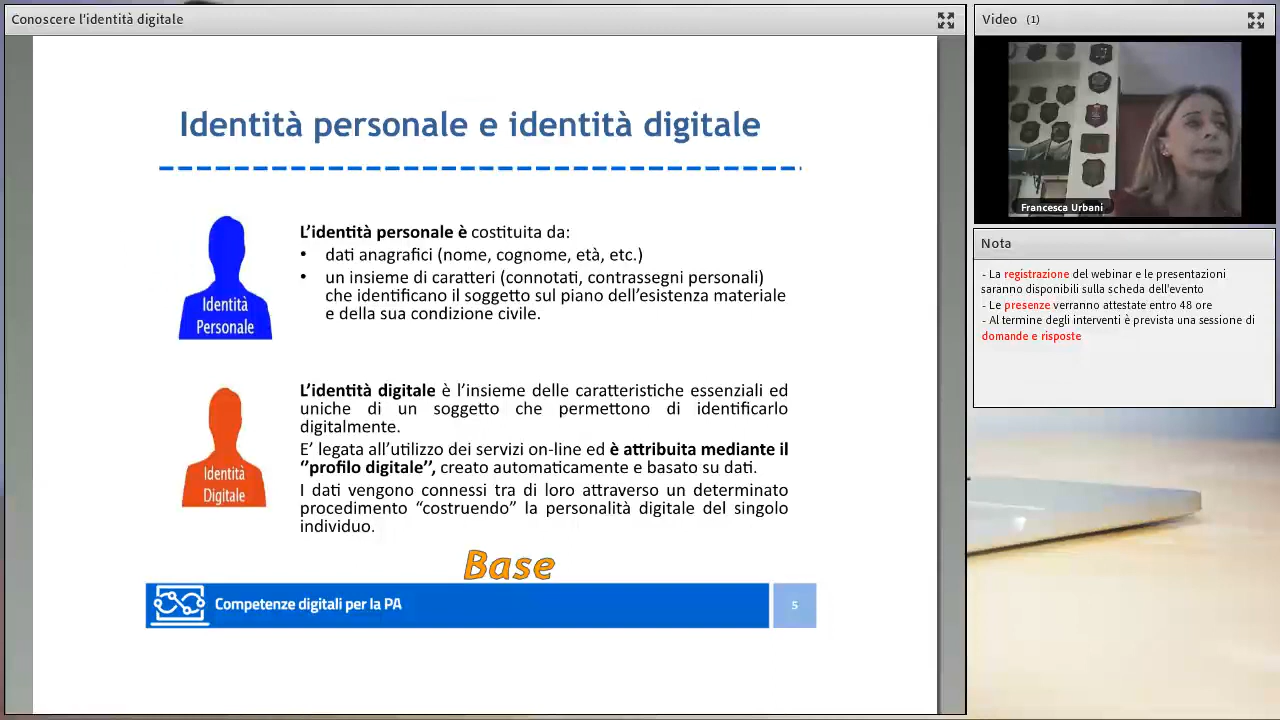 Conoscere l'identità digitale
Identità personale e identità digitale
Identità
Personale
L'identità personale è costituita da:
• dati anagrafici (nome, cognome, età, etc.)
• un insieme di caratteri (connotati, contrassegni personali)
che identificano il soggetto sul piano dell'esistenza materiale
e della sua condizione civile.
Identità
Digitale
L'identità digitale è l'insieme delle caratteristiche essenziali ed
uniche di un soggetto che permettono di identificarlo
digitalmente.
E' legata all'utilizzo dei servizi on-line ed è attribuita mediante il
"profilo digitale", creato automaticamente e basato su dati.
I dati vengono connessi tra di loro attraverso un determinato
procedimento "costruendo" la personalità digitale del singolo
individuo.
Base
Competenze digitali per la PA
5
Video (1)
Francesca Urbani
Nota
- La registrazione del webinar e le presentazioni
saranno disponibili sulla scheda dell'evento
- Le presenze verranno attestate entro 48 ore
- Al termine degli interventi è prevista una sessione di
domande e risposte